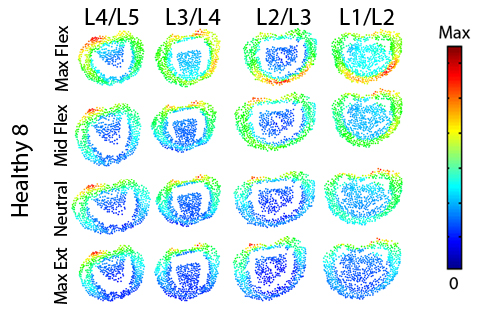 L4/L5 L3/L4 L2/L3 L1/L2
Max
Max Flex
Mid Flex
Neutral
Max Ext
Healthy 8
0